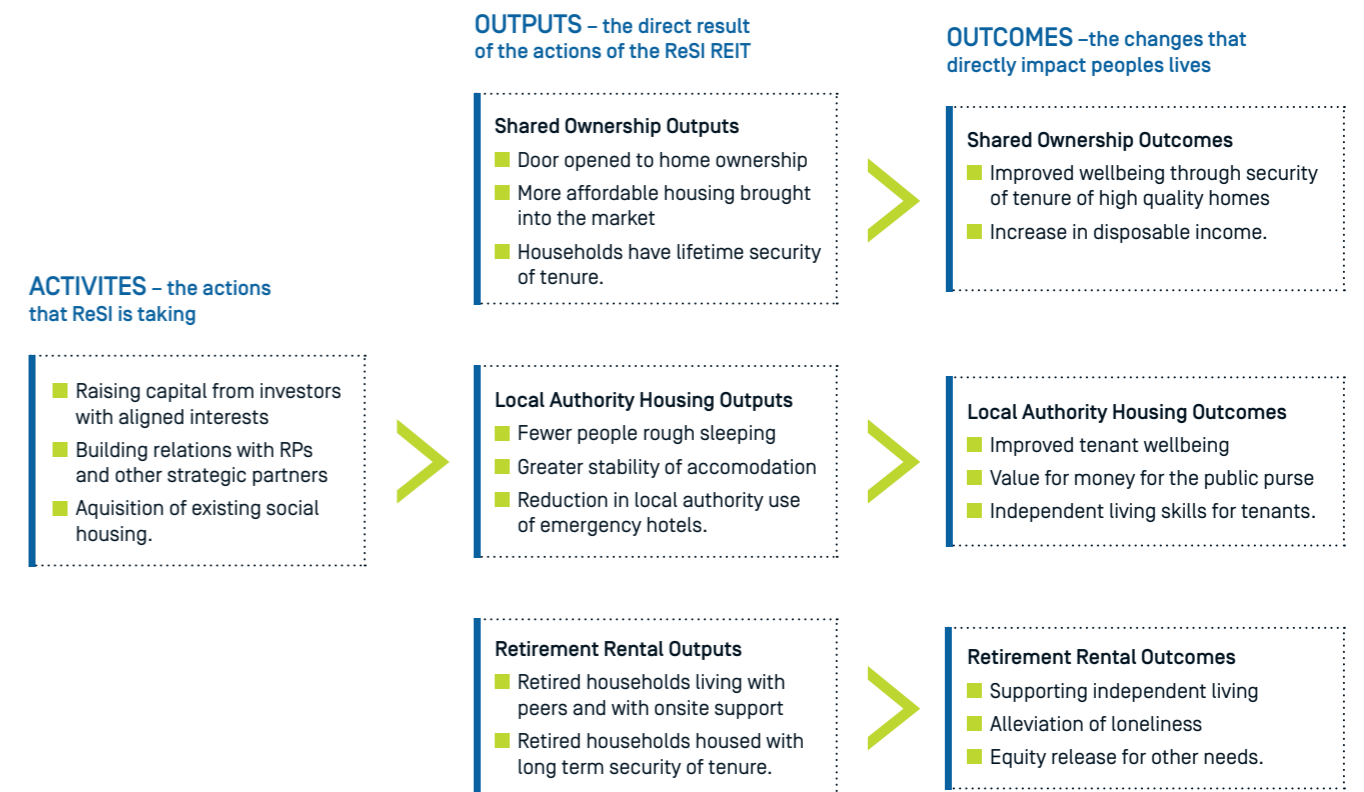 ACTIVITES – the actions
that ReSI is taking
Raising capital from investors
with aligned interests
Building relations with RPs
and other strategic partners
Aquisition of existing social
housing.
OUTPUTS – the direct result
of the actions of the ReSI REIT
Shared Ownership Outputs
Door opened to home ownership
More affordable housing brought
into the market
Households have lifetime security
of tenure.
Local Authority Housing Outputs
Fewer people rough sleeping
Greater stability of accomodation
Reduction in local authority use
of emergency hotels.
Retirement Rental Outputs
Retired households living with
peers and with onsite support
Retired households housed with
long term security of tenure.
OUTCOMES –the changes that
directly impact peoples lives
Shared Ownership Outcomes
Improved wellbeing through security
of tenure of high quality homes
Increase in disposable income.
Local Authority Housing Outcomes
Improved tenant wellbeing
Value for money for the public purse
Independent living skills for tenants.
Retirement Rental Outcomes
Supporting independent living
Alleviation of loneliness
Equity release for other needs.